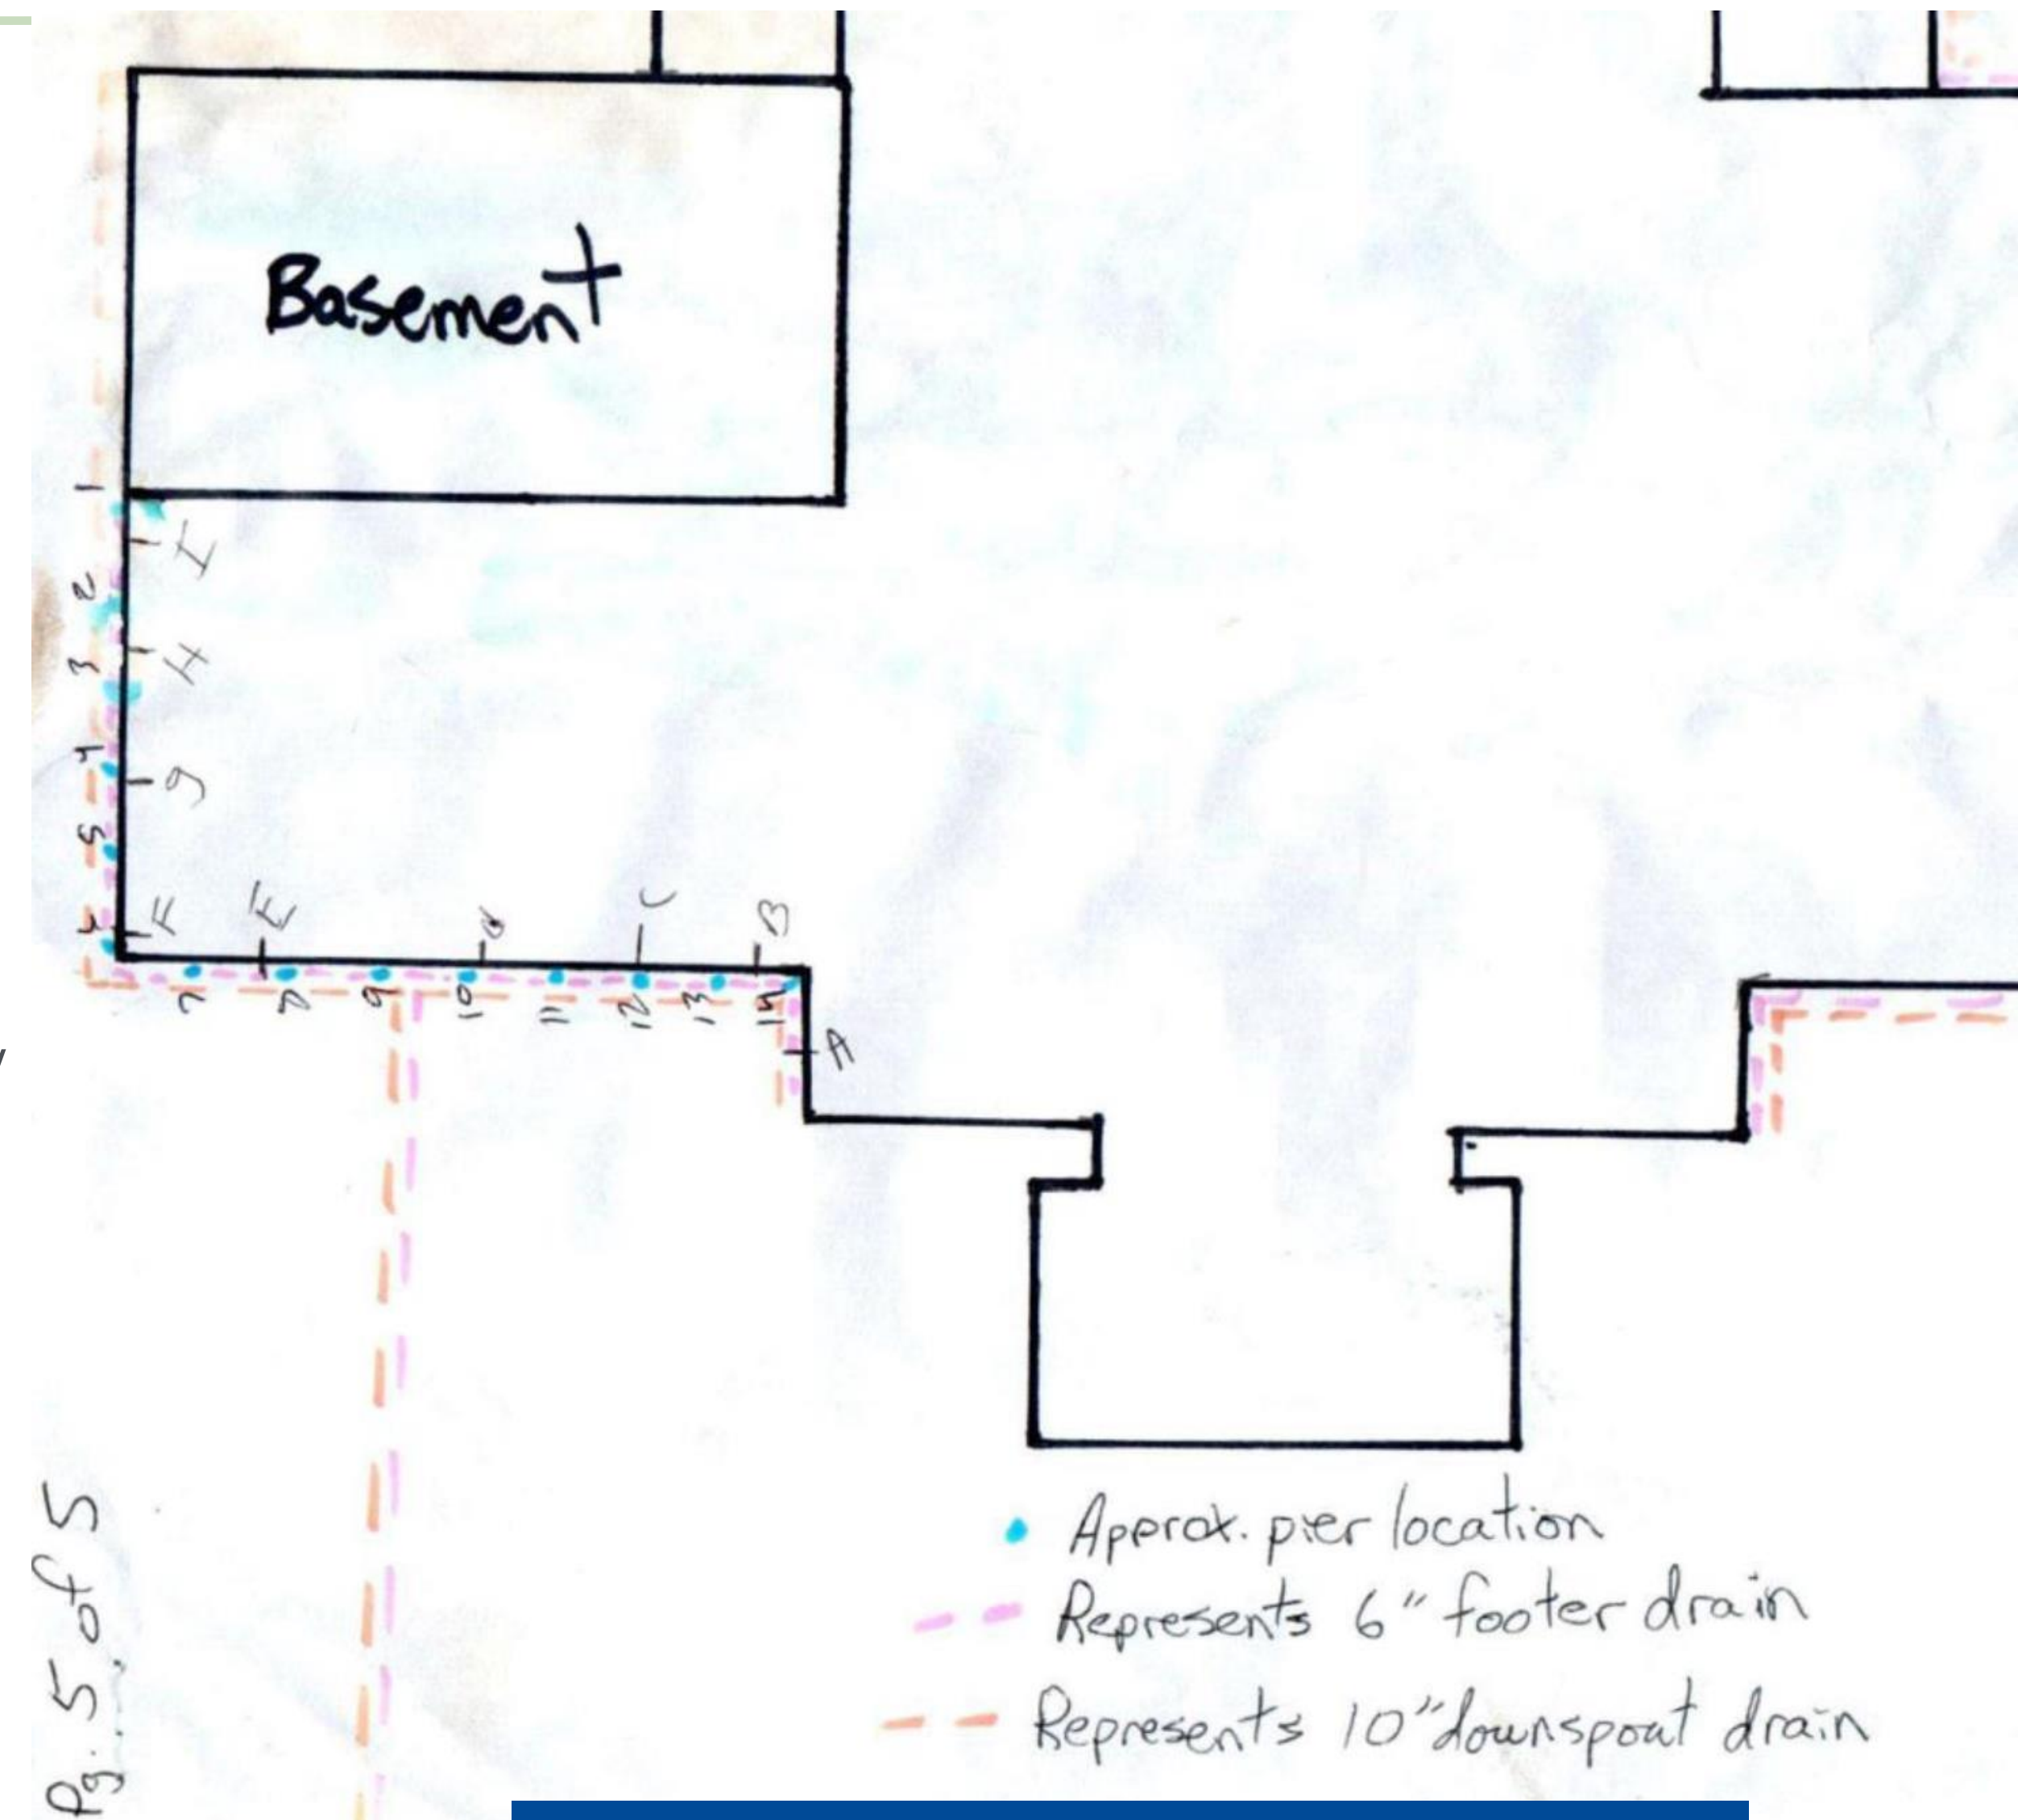 Basement
1
I
2
H
3
4
g
5
F
E
C
B
7
8
9
10
11
12
13
14
A
Approx. pier location
Represents 6" footer drain
Represents 10" downspout drain
Pg. 5 of 5